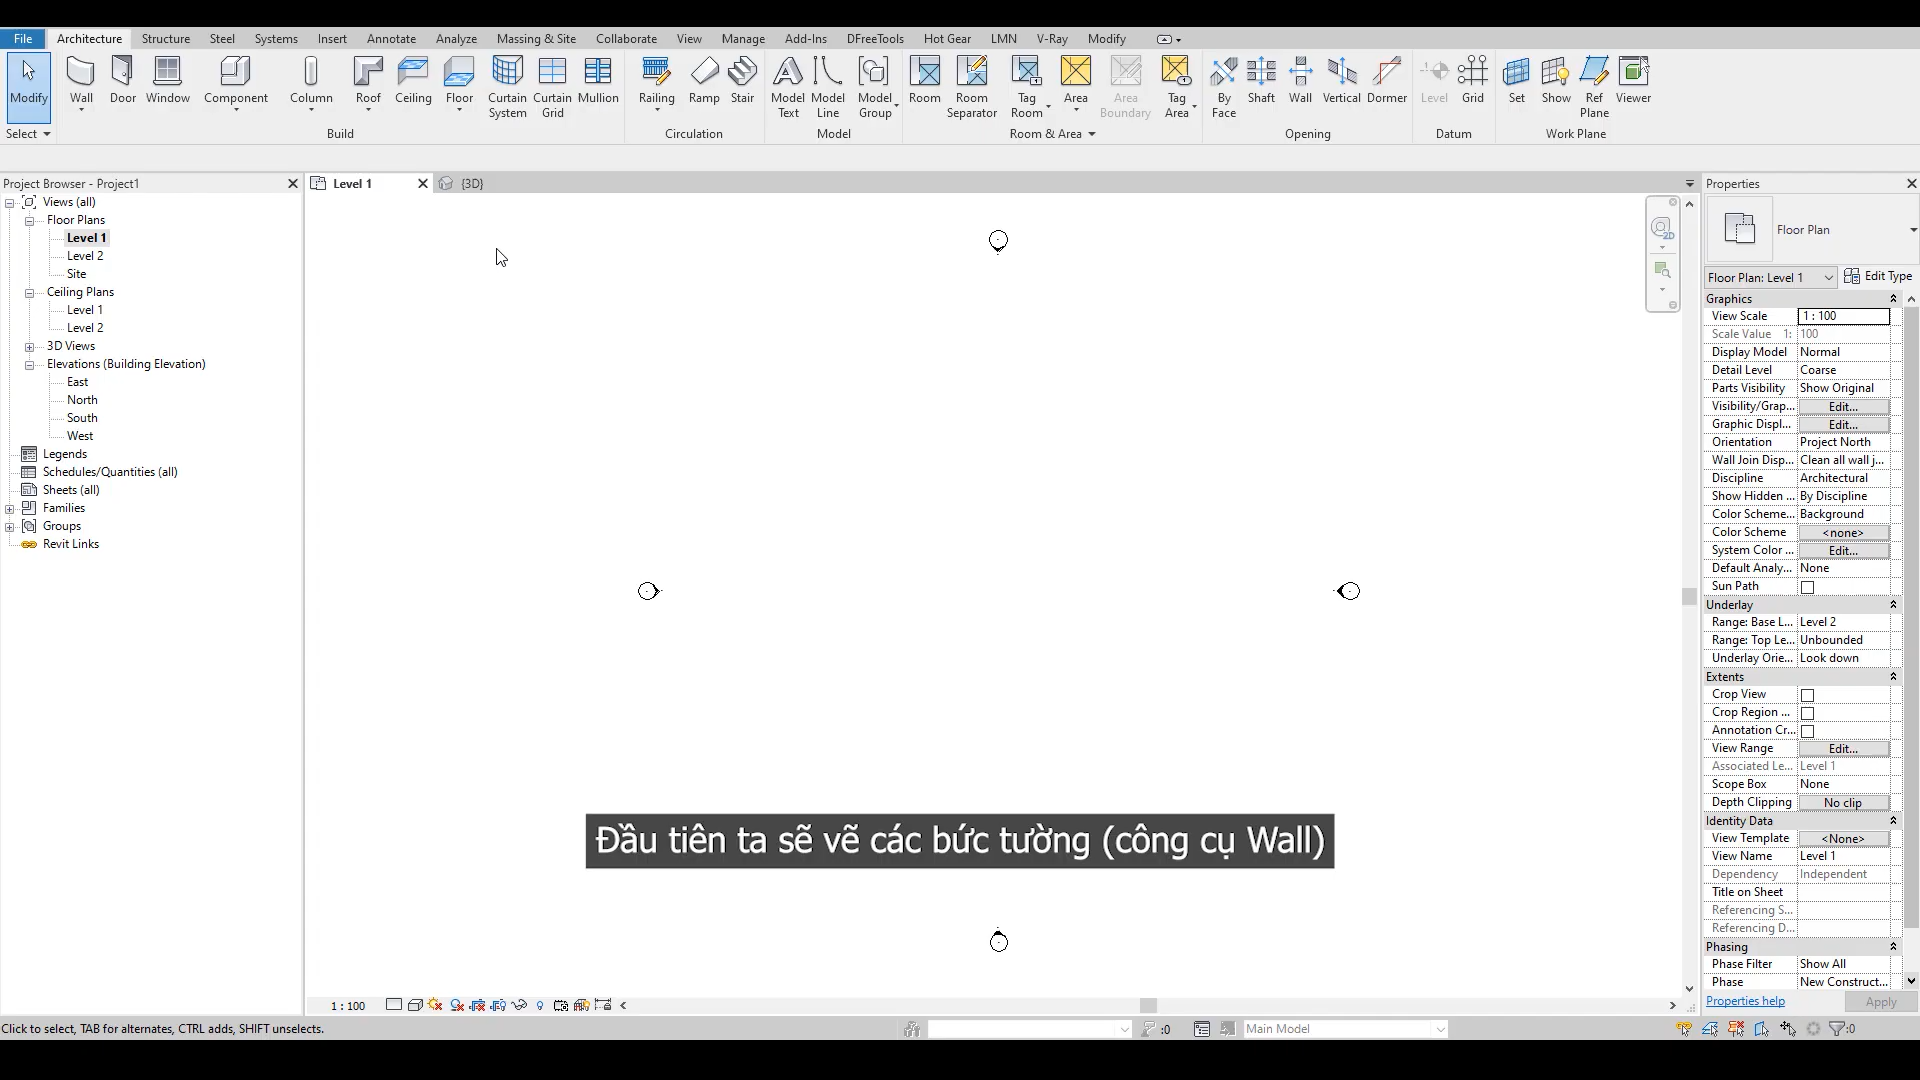 File Architecture Structure Steel Systems Insert Annotate Analyze Massing & Site Collaborate View Manage Add-Ins DFreeTools Hot Gear LMN V-Ray Modify
Modify Wall Door Window Component Column Roof Ceiling Floor Curtain System Curtain Grid Mullion Railing Ramp Stair Model Text Model Line Model Group Room Room Separator Tag Room Area Area Boundary Tag Area By Face Shaft Wall Vertical Dormer Level Grid Set Show Ref Plane Viewer
Select Build Circulation Model Room & Area Opening Datum Work Plane
Project Browser - Project1
Views (all)
Floor Plans
Level 1
Level 2
Site
Ceiling Plans
Level 1
Level 2
3D Views
Elevations (Building Elevation)
East
North
South
West
Legends
Schedules/Quantities (all)
Sheets (all)
Families
Groups
Revit Links
Level 1 {3D}
2D
Đầu tiên ta sẽ vẽ các bức tường (công cụ Wall)
Properties
Floor Plan
Floor Plan: Level 1 Edit Type
Graphics
View Scale 1 : 100
Scale Value 1: 100
Display Model Normal
Detail Level Coarse
Parts Visibility Show Original
Visibility/Grap... Edit...
Graphic Displ... Edit...
Orientation Project North
Wall Join Disp... Clean all wall j...
Discipline Architectural
Show Hidden ... By Discipline
Color Scheme... Background
Color Scheme <none>
System Color ... Edit...
Default Analy... None
Sun Path
Underlay
Range: Base L... Level 2
Range: Top Le... Unbounded
Underlay Orie... Look down
Extents
Crop View
Crop Region ...
Annotation Cr...
View Range Edit...
Associated Le... Level 1
Scope Box None
Depth Clipping No clip
Identity Data
View Template <None>
View Name Level 1
Dependency Independent
Title on Sheet
Referencing S...
Referencing D...
Phasing
Phase Filter Show All
Phase New Construct...
Properties help Apply
1 : 100
Click to select, TAB for alternates, CTRL adds, SHIFT unselects. :0 Main Model :0